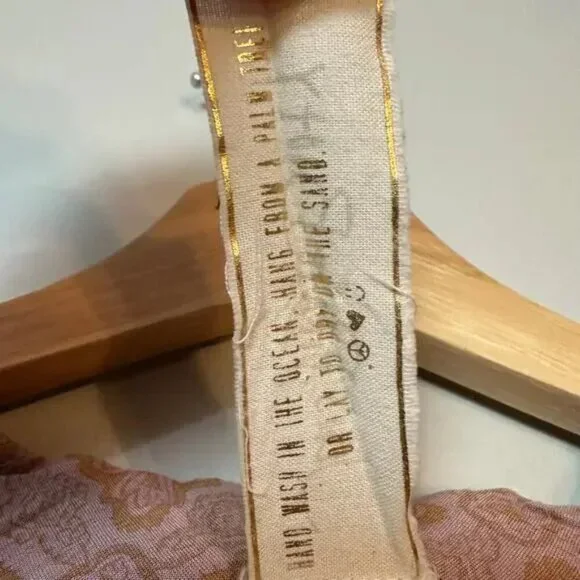 HAND WASH IN THE OCEAN. HANG FROM A PALM TREE
OR LAY TO DRY ON THE SAND.